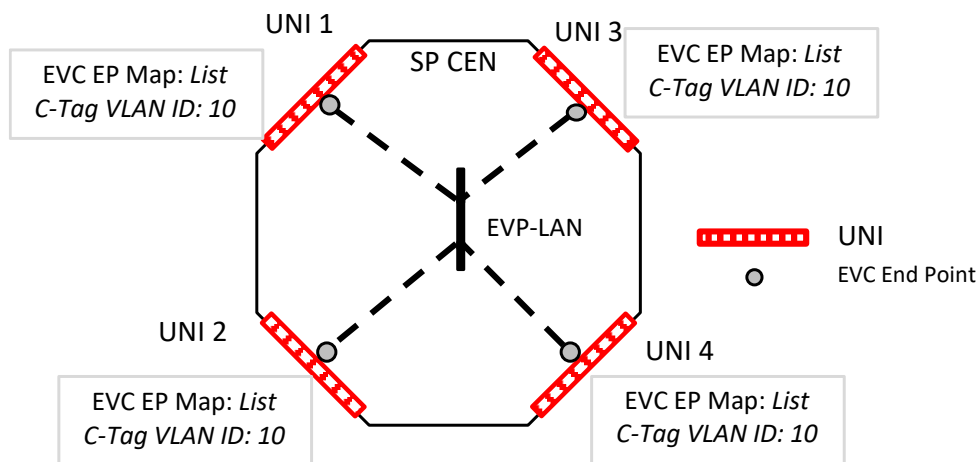 UNI 1
UNI 3
EVC EP Map: List
C-Tag VLAN ID: 10
SP CEN
EVC EP Map: List
C-Tag VLAN ID: 10
EVP-LAN
UNI
EVC End Point
UNI 2
UNI 4
EVC EP Map: List
C-Tag VLAN ID: 10
EVC EP Map: List
C-Tag VLAN ID: 10